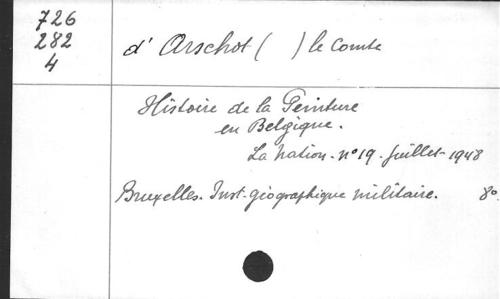 726
282
4
d' Arschot ( ) le Comte
Histoire de la Peinture
en Belgique.
La Nation. n° 19. Juillet 1948
Bruxelles. Inst. géographique militaire. 8°